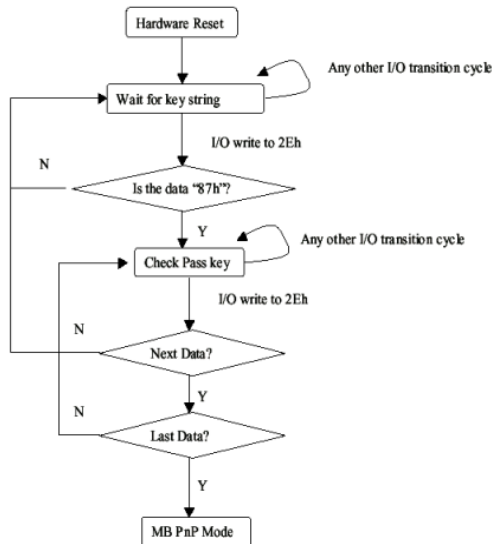 Hardware Reset
Any other I/O transition cycle
Wait for key string
I/O write to 2Eh
N
Is the data “87h”?
Y
Any other I/O transition cycle
Check Pass key
I/O write to 2Eh
N
Next Data?
Y
N
Last Data?
Y
MB PnP Mode